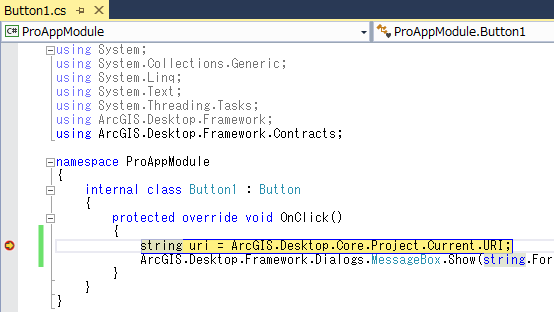 Button1.cs
ProAppModule
ProAppModule.Button1
using System;
using System.Collections.Generic;
using System.Linq;
using System.Text;
using System.Threading.Tasks;
using ArcGIS.Desktop.Framework;
using ArcGIS.Desktop.Framework.Contracts;
namespace ProAppModule
{
internal class Button1 : Button
{
protected override void OnClick()
{
string uri = ArcGIS.Desktop.Core.Project.Current.URI;
ArcGIS.Desktop.Framework.Dialogs.MessageBox.Show(string.For
}
}
}